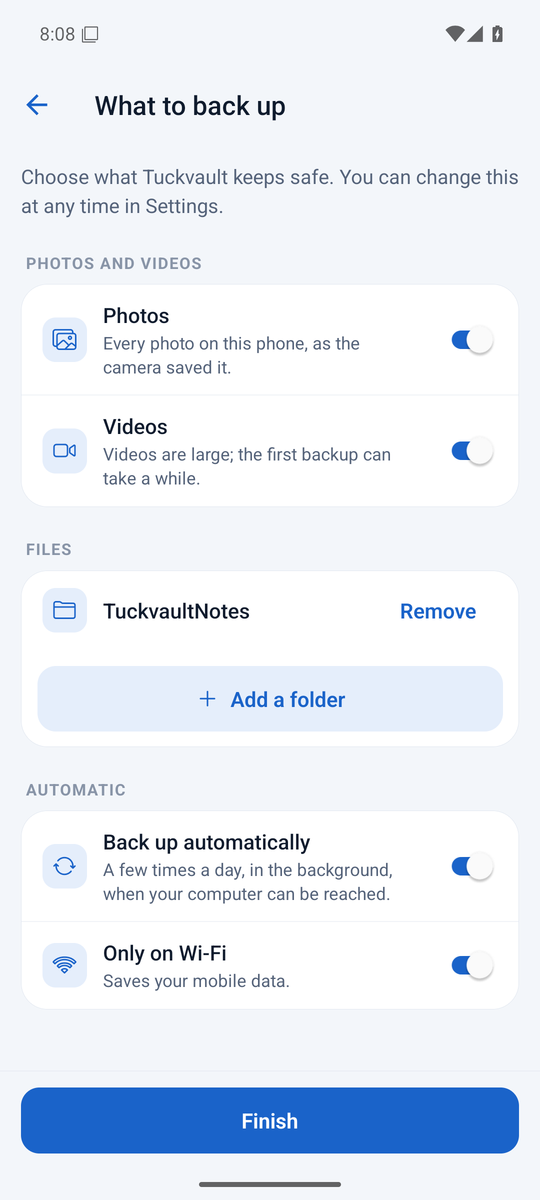 8:08
What to back up
Choose what Tuckvault keeps safe. You can change this
at any time in Settings.
PHOTOS AND VIDEOS
Photos
Every photo on this phone, as the
camera saved it.
Videos
Videos are large; the first backup can
take a while.
FILES
TuckvaultNotes
Remove
Add a folder
AUTOMATIC
Back up automatically
A few times a day, in the background,
when your computer can be reached.
Only on Wi-Fi
Saves your mobile data.
Finish